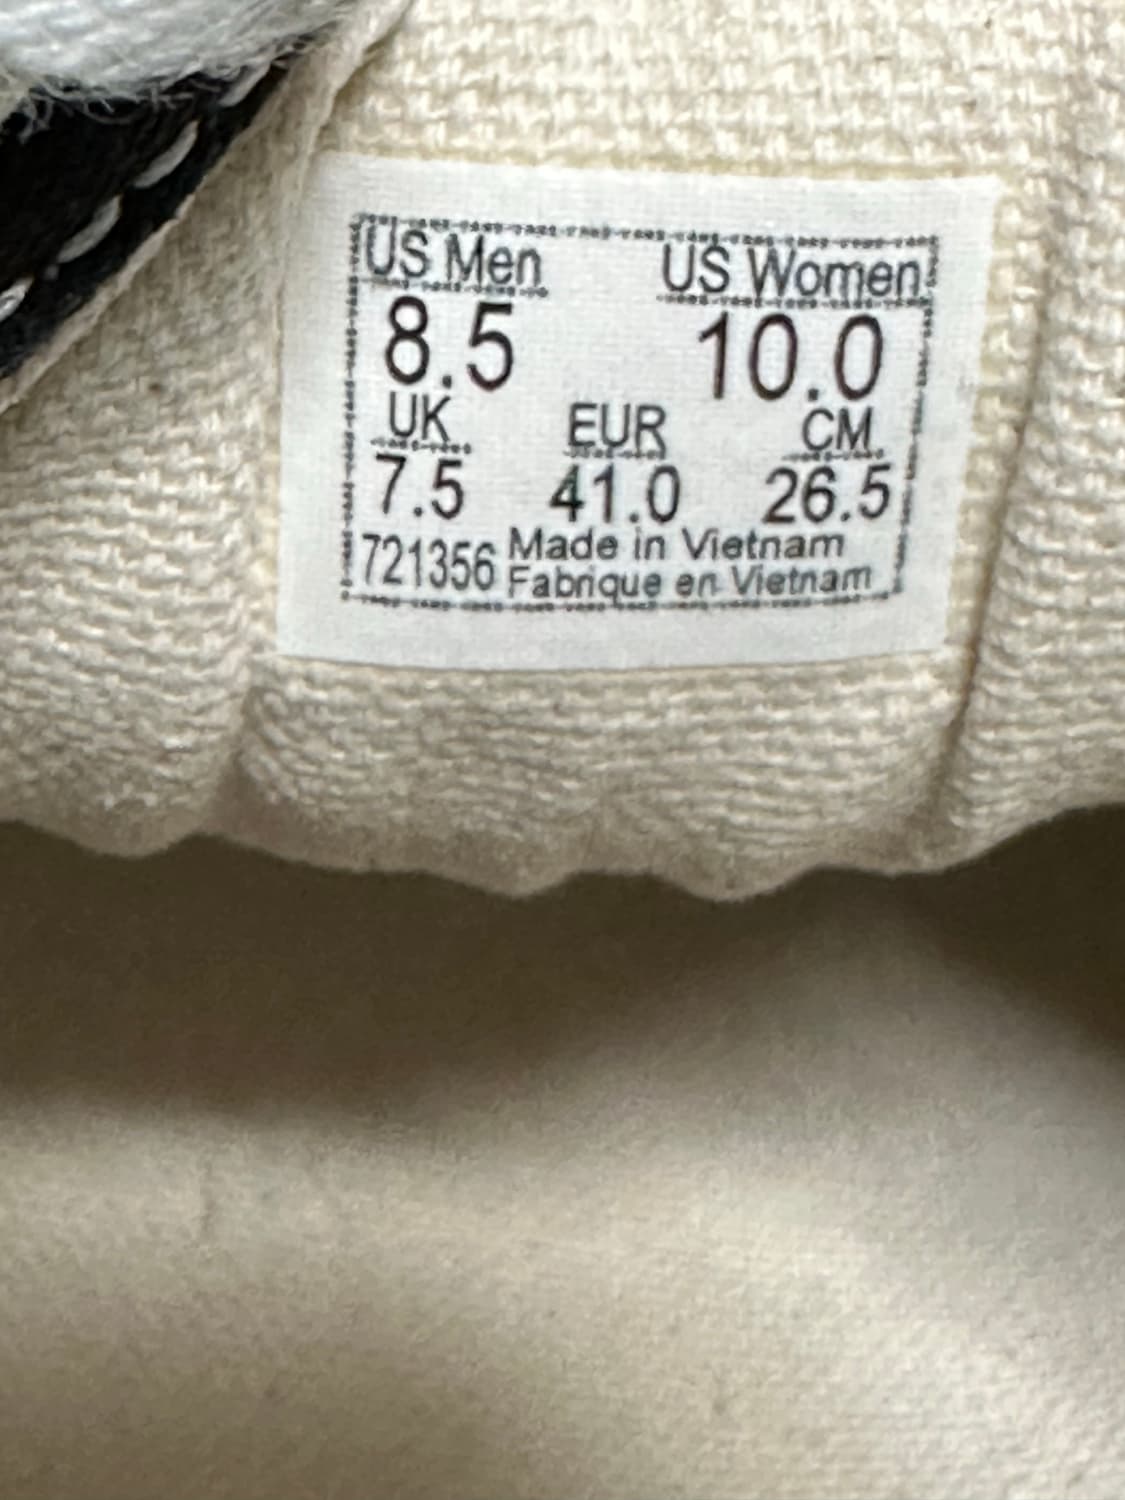 US Men US Women
8.5 10.0
UK EUR CM
7.5 41.0 26.5
721356 Made in Vietnam
Fabrique en Vietnam